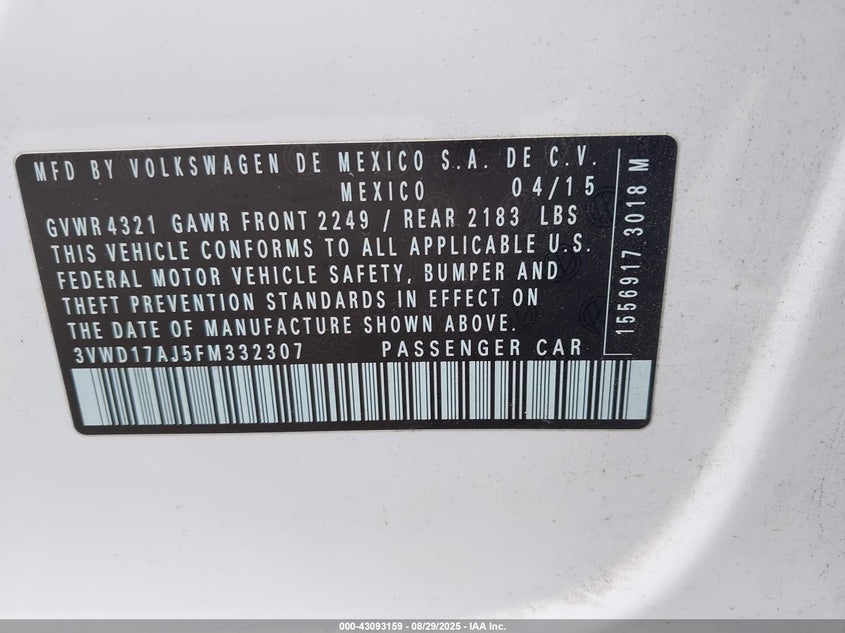 MFD BY VOLKSWAGEN DE MEXICO S.A. DE C.V.
MEXICO 04/15
GVWR 4321 GAWR FRONT 2249 / REAR 2183 LBS
THIS VEHICLE CONFORMS TO ALL APPLICABLE U.S.
FEDERAL MOTOR VEHICLE SAFETY, BUMPER AND
THEFT PREVENTION STANDARDS IN EFFECT ON
THE DATE OF MANUFACTURE SHOWN ABOVE.
3VWD17AJ5FM332307 PASSENGER CAR
1556917 3018 M
000-43093159 - 08/29/2025 - IAA Inc.